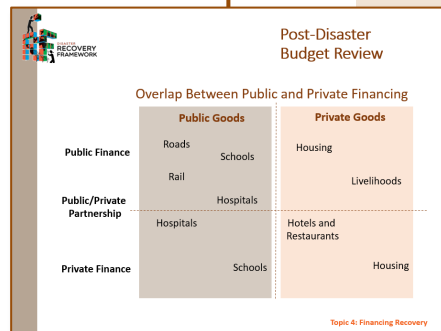 DISASTER
RECOVERY
FRAMEWORK
Post-Disaster
Budget Review
Overlap Between Public and Private Financing
Public Goods
Private Goods
Public Finance
Roads
Schools
Housing
Rail
Livelihoods
Public/Private
Partnership
Hospitals
Hospitals
Hotels and
Restaurants
Private Finance
Schools
Housing
Topic 4: Financing Recovery